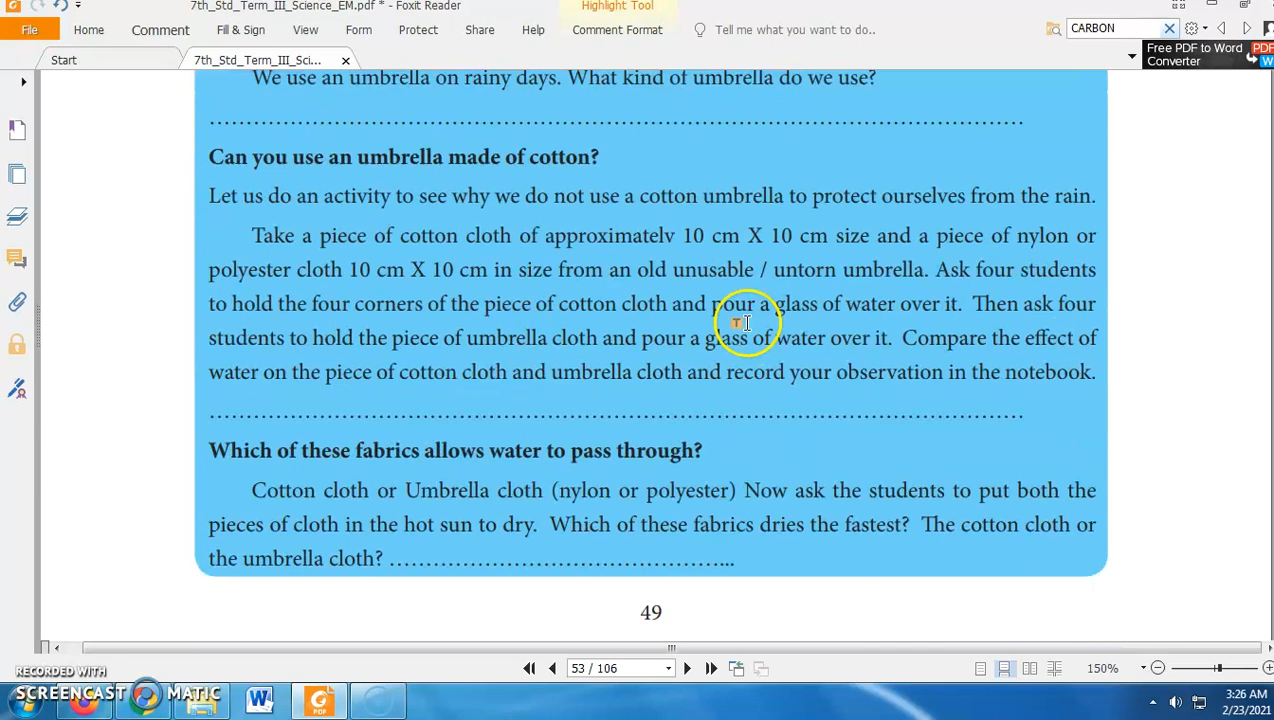 7th_Std_Term_III_Science_EM.pdf * - Foxit Reader
Highlight Tool
File Home Comment Fill & Sign View Form Protect Share Help Comment Format Tell me what you want to do.. CARBON
Start 7th_Std_Term_III_Sci... Free PDF to Word
Converter
We use an umbrella on rainy days. What kind of umbrella do we use?
………………………………………………………………………………………………
Can you use an umbrella made of cotton?
Let us do an activity to see why we do not use a cotton umbrella to protect ourselves from the rain.
Take a piece of cotton cloth of approximately 10 cm X 10 cm size and a piece of nylon or
polyester cloth 10 cm X 10 cm in size from an old unusable / untorn umbrella. Ask four students
to hold the four corners of the piece of cotton cloth and pour a glass of water over it. Then ask four
students to hold the piece of umbrella cloth and pour a glass of water over it. Compare the effect of
water on the piece of cotton cloth and umbrella cloth and record your observation in the notebook.
………………………………………………………………………………………………
Which of these fabrics allows water to pass through?
Cotton cloth or Umbrella cloth (nylon or polyester) Now ask the students to put both the
pieces of cloth in the hot sun to dry. Which of these fabrics dries the fastest? The cotton cloth or
the umbrella cloth? ………………………………………...
49
53 / 106 150%
RECORDED WITH
SCREENCAST MATIC
3:26 AM
2/23/2021